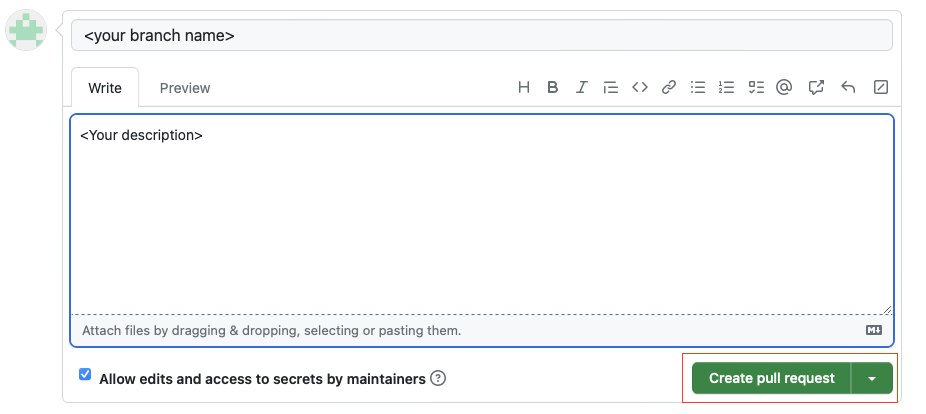 <your branch name>
Write Preview
<Your description>
Attach files by dragging & dropping, selecting or pasting them.
Allow edits and access to secrets by maintainers
Create pull request